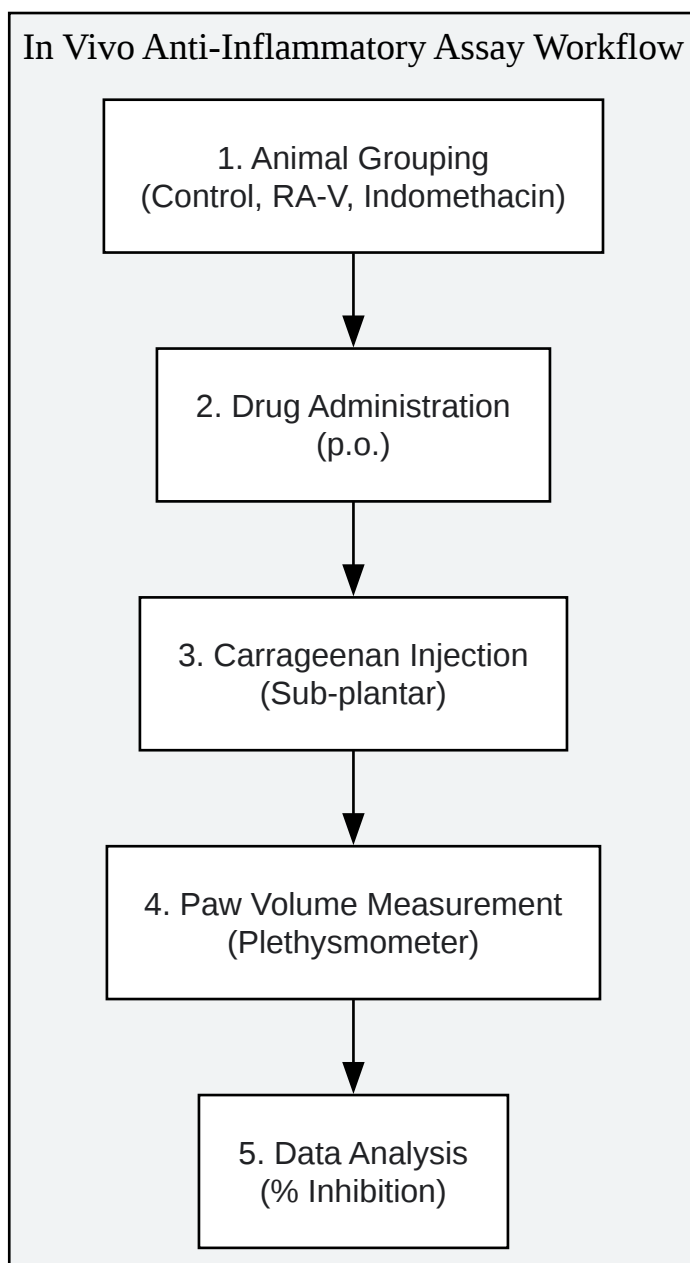 In Vivo Anti-Inflammatory Assay Workflow
1. Animal Grouping
(Control, RA-V, Indomethacin)
2. Drug Administration
(p.o.)
3. Carrageenan Injection
(Sub-plantar)
4. Paw Volume Measurement
(Plethysmometer)
5. Data Analysis
(% Inhibition)